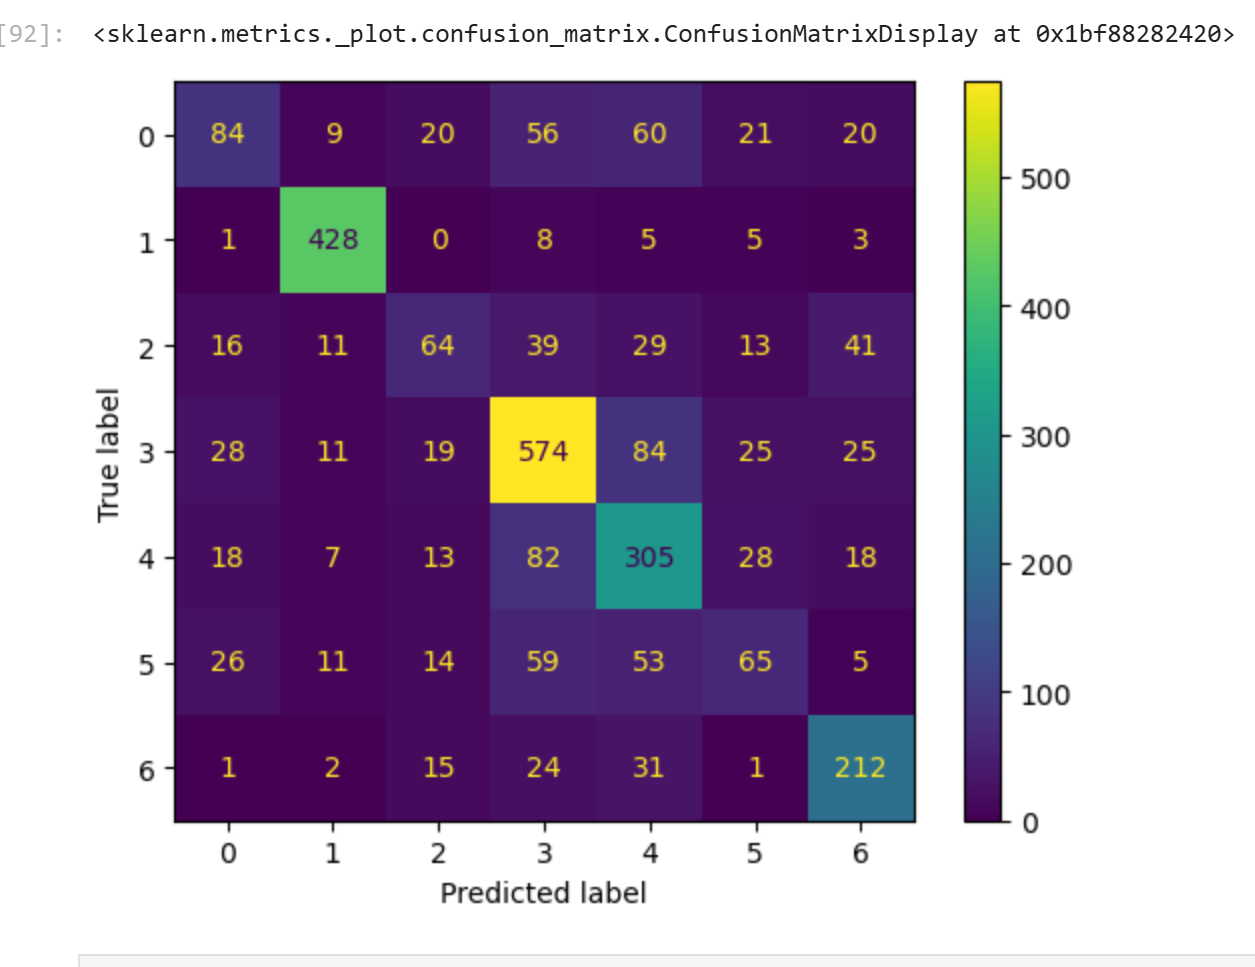 [92]: <sklearn.metrics._plot.confusion_matrix.ConfusionMatrixDisplay at 0x1bf88282420>
0 84 9 20 56 60 21 20
1 1 428 0 8 5 5 3
2 16 11 64 39 29 13 41
3 28 11 19 574 84 25 25
4 18 7 13 82 305 28 18
5 26 11 14 59 53 65 5
6 1 2 15 24 31 1 212
0 1 2 3 4 5 6
Predicted label
True label
500
400
300
200
100
0